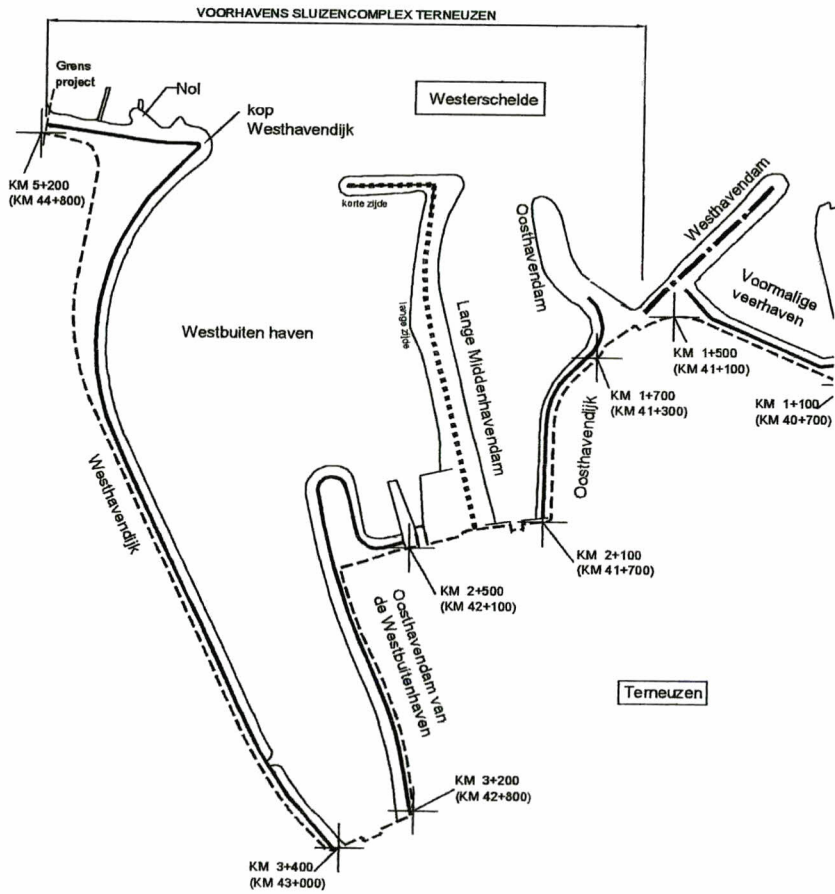 VOORHAVENS SLUIZENCOMPLEX TERNEUZEN
Grens
project
Nol
kop
Westhavendijk
Westerschelde
KM 5+200
(KM 44+800)
korte zijde
Oosthavendam
Westhavendam
Voormalige
veerhaven
Westbuiten haven
lange zijde
Lange Middenhavendam
KM 1+500
(KM 41+100)
KM 1+700
(KM 41+300)
KM 1+100
(KM 40+700)
Oosthavendijk
Westhavendijk
KM 2+100
(KM 41+700)
KM 2+500
(KM 42+100)
Oosthavendam van
de Westbuitenhaven
Terneuzen
KM 3+200
(KM 42+800)
KM 3+400
(KM 43+000)